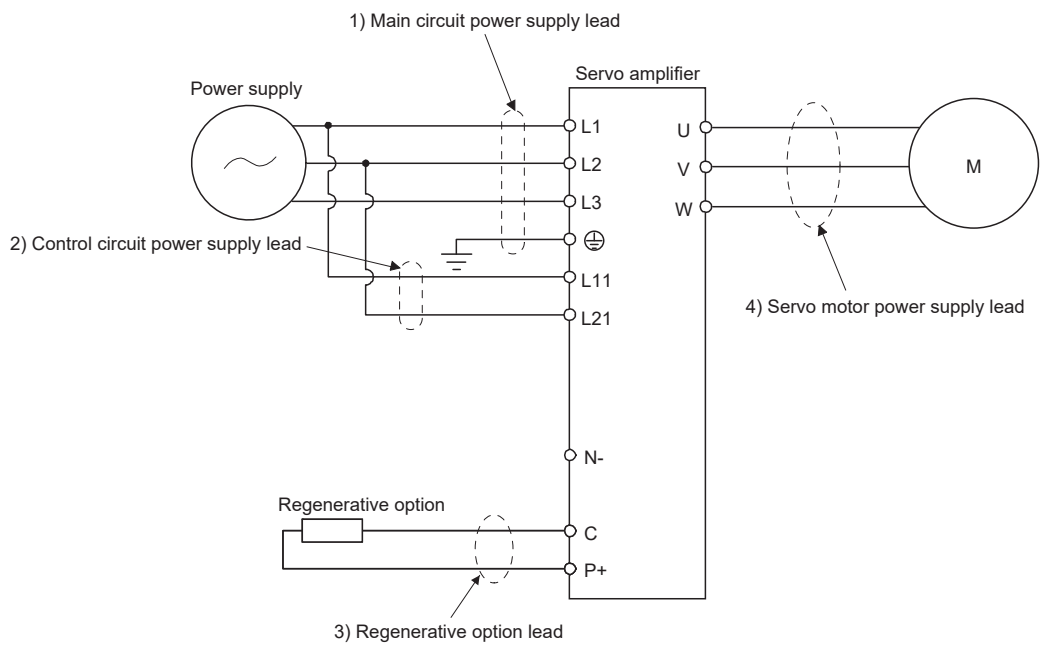 1) Main circuit power supply lead
Servo amplifier
Power supply
L1
U
L2
V
M
L3
W
2) Control circuit power supply lead
L11
4) Servo motor power supply lead
L21
N-
Regenerative option
C
P+
3) Regenerative option lead